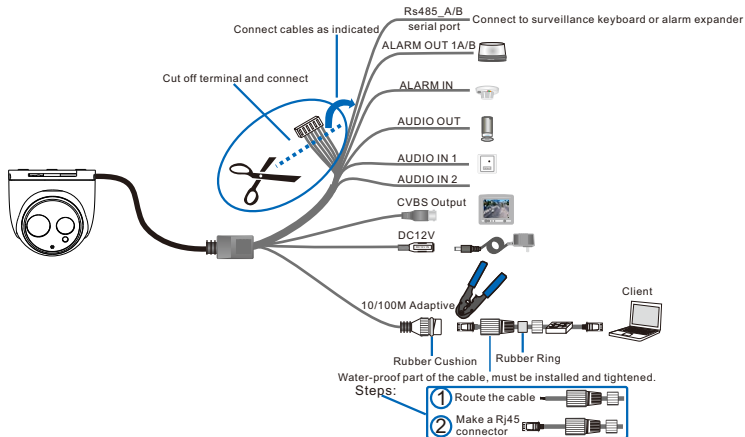 Rs485_A/B
serial port
Connect to surveillance keyboard or alarm expander
Connect cables as indicated
ALARM OUT 1A/B
Cut off terminal and connect
ALARM IN
AUDIO OUT
AUDIO IN 1
AUDIO IN 2
CVBS Output
DC12V
10/100M Adaptive
Client
Rubber Cushion
Rubber Ring
Water-proof part of the cable, must be installed and tightened.
Steps:
1 Route the cable
2 Make a Rj45
connector